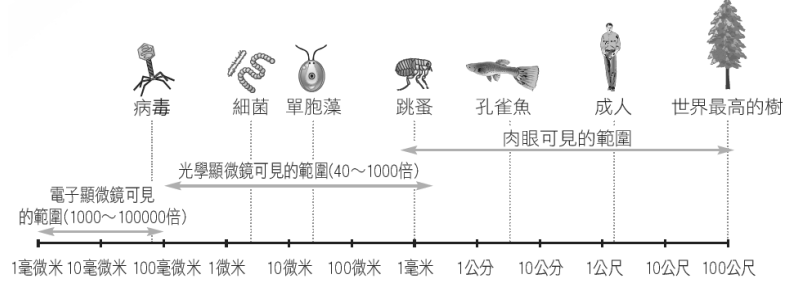 病毒 細菌 單胞藻 跳蚤 孔雀魚 成人 世界最高的樹
肉眼可見的範圍
光學顯微鏡可見的範圍(40～1000倍)
電子顯微鏡可見
的範圍(1000～100000倍)
1毫微米 10毫微米 100毫微米 1微米 10微米 100微米 1毫米 1公分 10公分 1公尺 10公尺 100公尺